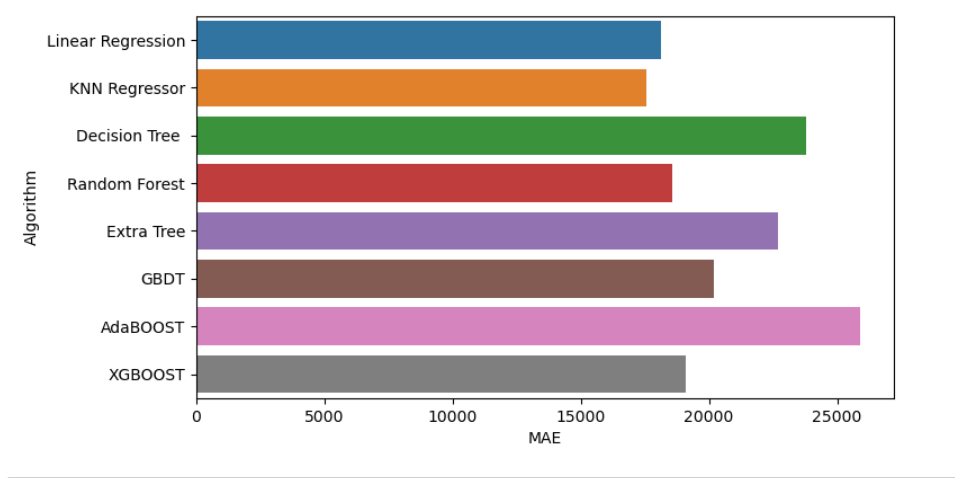 Linear Regression
KNN Regressor
Decision Tree
Random Forest
Extra Tree
GBDT
AdaBOOST
XGBOOST
Algorithm
0 5000 10000 15000 20000 25000
MAE